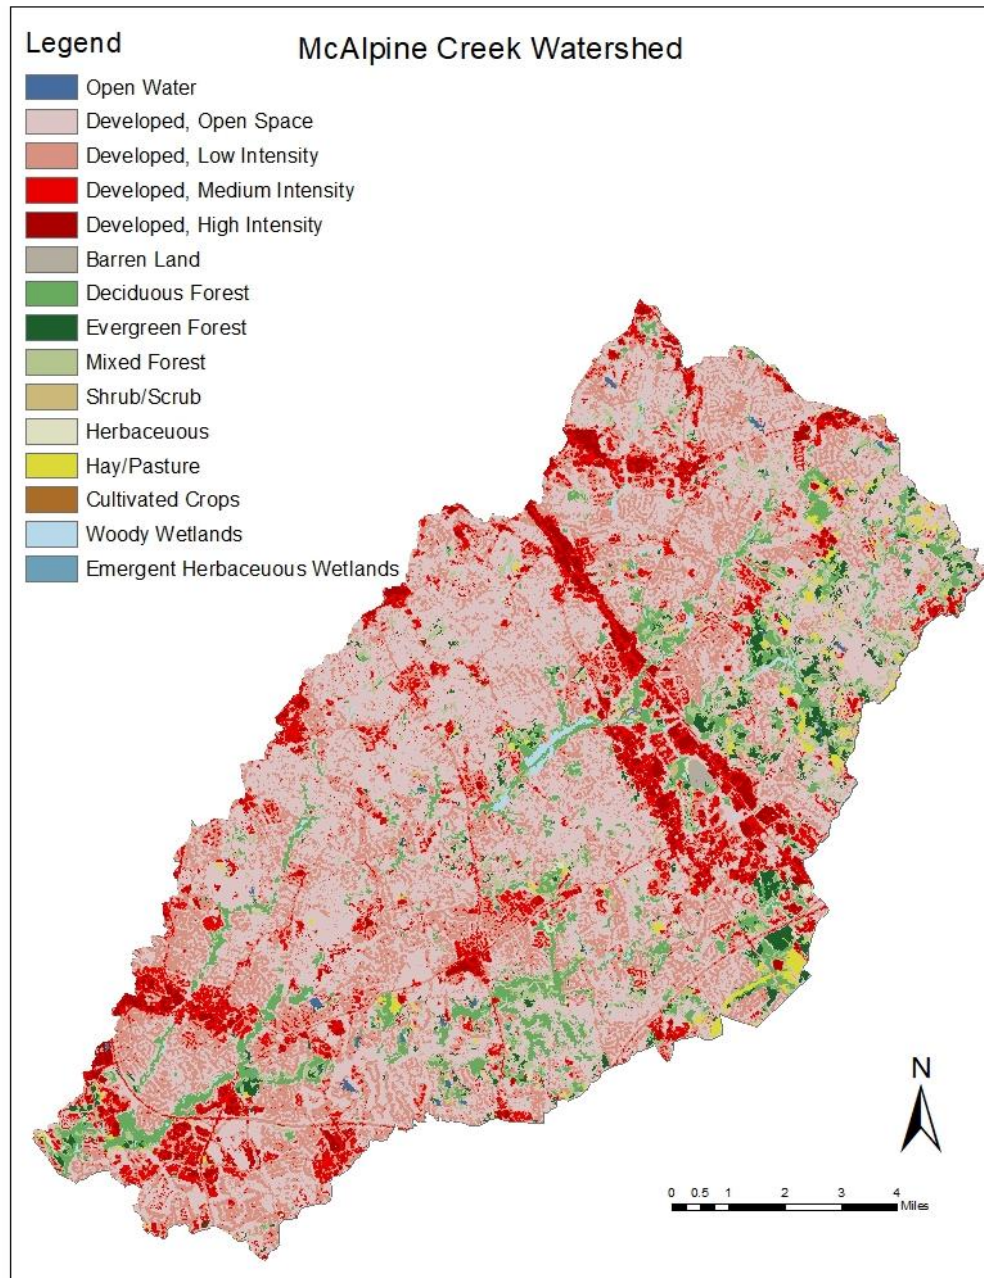 Legend
McAlpine Creek Watershed
Open Water
Developed, Open Space
Developed, Low Intensity
Developed, Medium Intensity
Developed, High Intensity
Barren Land
Deciduous Forest
Evergreen Forest
Mixed Forest
Shrub/Scrub
Herbaceuous
Hay/Pasture
Cultivated Crops
Woody Wetlands
Emergent Herbaceuous Wetlands
N
0 0.5 1 2 3 4
Miles